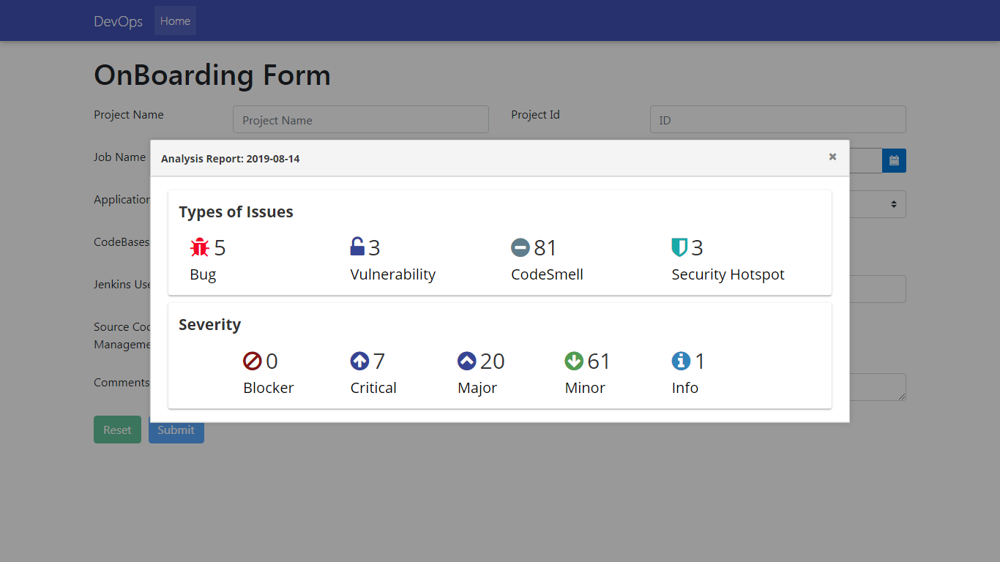 DevOps Home
OnBoarding Form
Project Name Project Name Project Id ID
Job Name
Analysis Report: 2019-08-14 ×
Application
Types of Issues
5 3 81 3
Bug Vulnerability CodeSmell Security Hotspot
CodeBases
Jenkins Use
Severity
Source Cod
Manageme
0 7 20 61 1
Blocker Critical Major Minor Info
Comments
Reset Submit